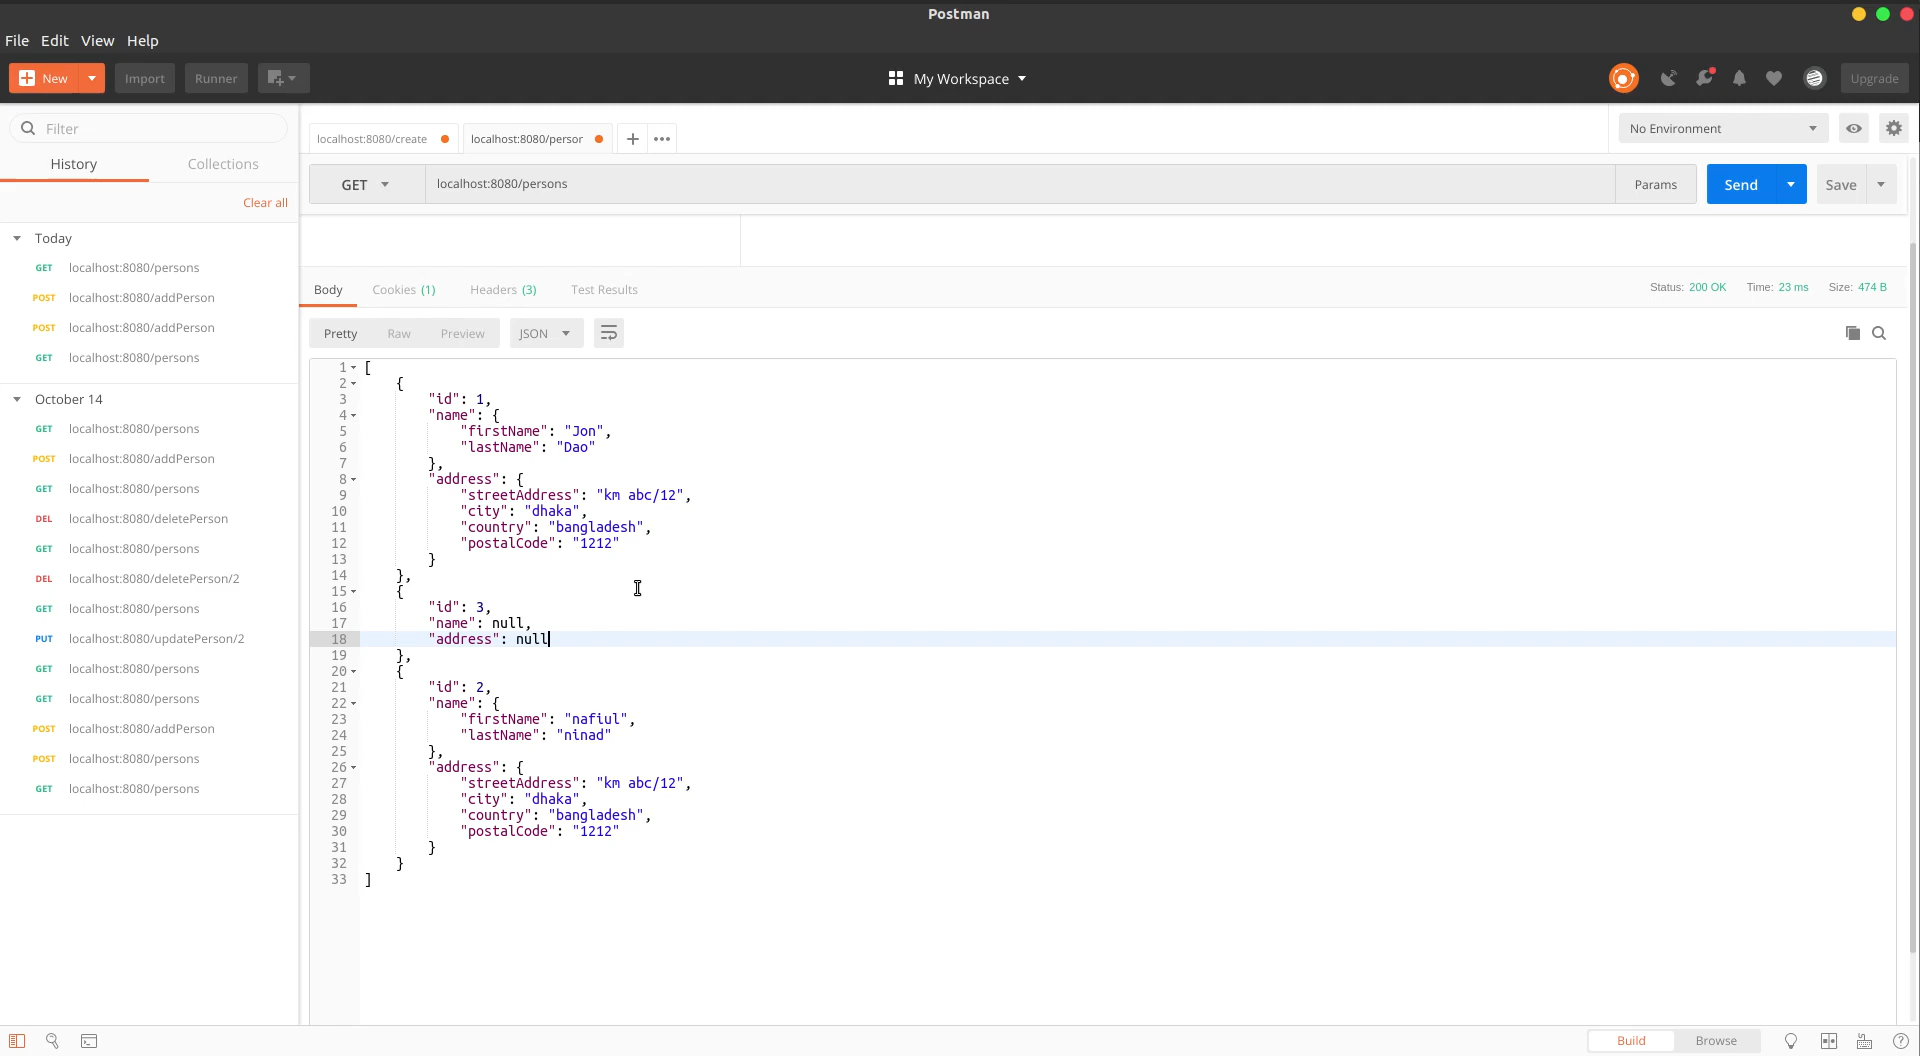 Postman
File Edit View Help
New Import Runner My Workspace Upgrade
Filter
History Collections
Clear all
Today
GET localhost:8080/persons
POST localhost:8080/addPerson
POST localhost:8080/addPerson
GET localhost:8080/persons
October 14
GET localhost:8080/persons
POST localhost:8080/addPerson
GET localhost:8080/persons
DEL localhost:8080/deletePerson
GET localhost:8080/persons
DEL localhost:8080/deletePerson/2
GET localhost:8080/persons
PUT localhost:8080/updatePerson/2
GET localhost:8080/persons
GET localhost:8080/persons
POST localhost:8080/addPerson
POST localhost:8080/persons
GET localhost:8080/persons
localhost:8080/create localhost:8080/persor No Environment
GET localhost:8080/persons Params Send Save
Body Cookies (1) Headers (3) Test Results Status: 200 OK Time: 23 ms Size: 474 B
Pretty Raw Preview JSON
1 [
2 {
3 "id": 1,
4 "name": {
5 "firstName": "Jon",
6 "lastName": "Dao"
7 },
8 "address": {
9 "streetAddress": "km abc/12",
10 "city": "dhaka",
11 "country": "bangladesh",
12 "postalCode": "1212"
13 }
14 },
15 {
16 "id": 3,
17 "name": null,
18 "address": null
19 },
20 {
21 "id": 2,
22 "name": {
23 "firstName": "nafiul",
24 "lastName": "ninad"
25 },
26 "address": {
27 "streetAddress": "km abc/12",
28 "city": "dhaka",
29 "country": "bangladesh",
30 "postalCode": "1212"
31 }
32 }
33 ]
Build Browse